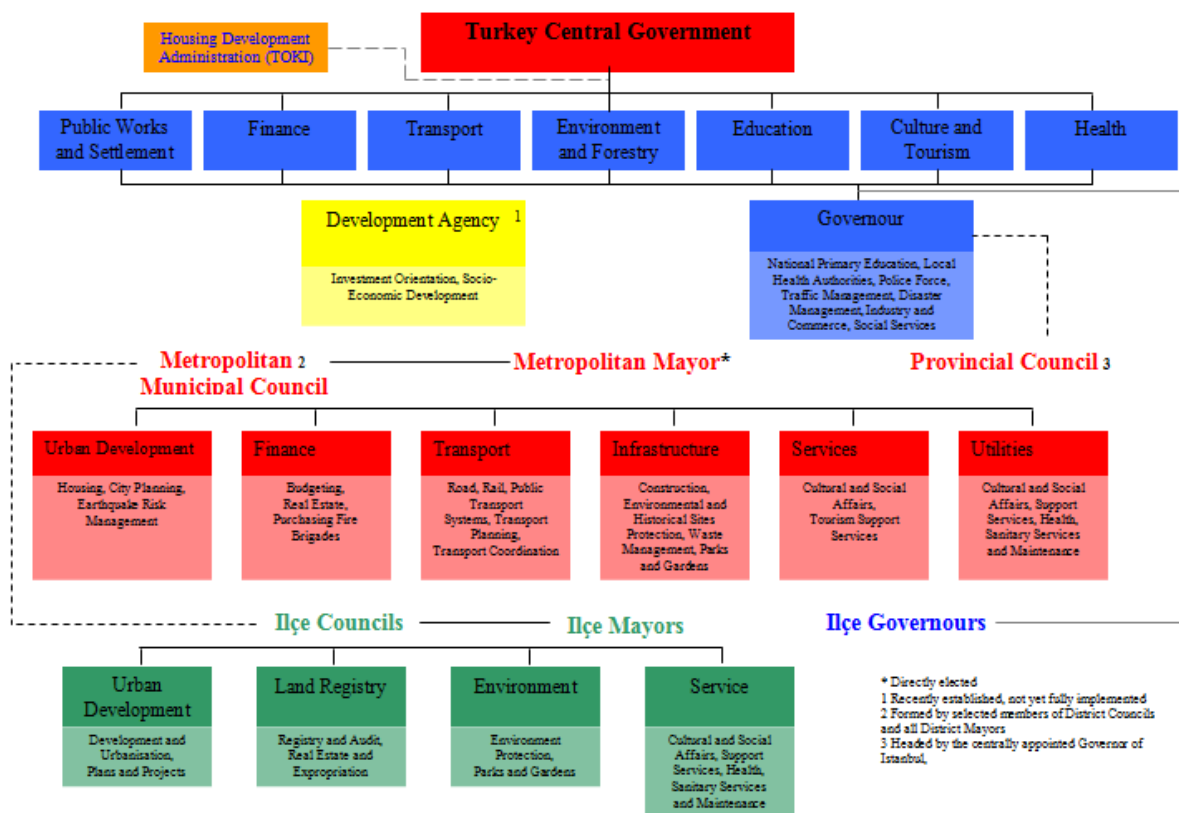 Housing Development
Administration (TOKI)
Turkey Central Government
Public Works
and Settlement
Finance
Transport
Environment
and Forestry
Education
Culture and
Tourism
Health
Development Agency 1
Investment Orientation, Socio-
Economic Development
Governour
National Primary Education, Local
Health Authorities, Police Force,
Traffic Management, Disaster
Management, Industry and
Commerce, Social Services
Metropolitan 2
Municipal Council
Metropolitan Mayor*
Provincial Council 3
Urban Development
Housing, City Planning,
Earthquake Risk
Management
Finance
Budgeting,
Real Estate,
Purchasing Fire
Brigades
Transport
Road, Rail, Public
Transport
Systems, Transport
Planning,
Transport Coordination
Infrastructure
Construction,
Environmental and
Historical Sites
Protection, Waste
Management, Parks
and Gardens
Services
Cultural and Social
Affairs,
Tourism Support
Services
Utilities
Cultural and Social
Affairs, Support
Services, Health,
Sanitary Services
and Maintenance
Ilçe Councils
Ilçe Mayors
Ilçe Governours
Urban
Development
Development and
Urbanisation,
Plans and Projects
Land Registry
Registry and Audit,
Real Estate and
Expropriation
Environment
Environment
Protection,
Parks and Gardens
Service
Cultural and Social
Affairs, Support
Services, Health,
Sanitary Services
and Maintenance
* Directly elected
1 Recently established, not yet fully implemented
2 Formed by selected members of District Councils
and all District Mayors
3 Headed by the centrally appointed Governor of
Istanbul,